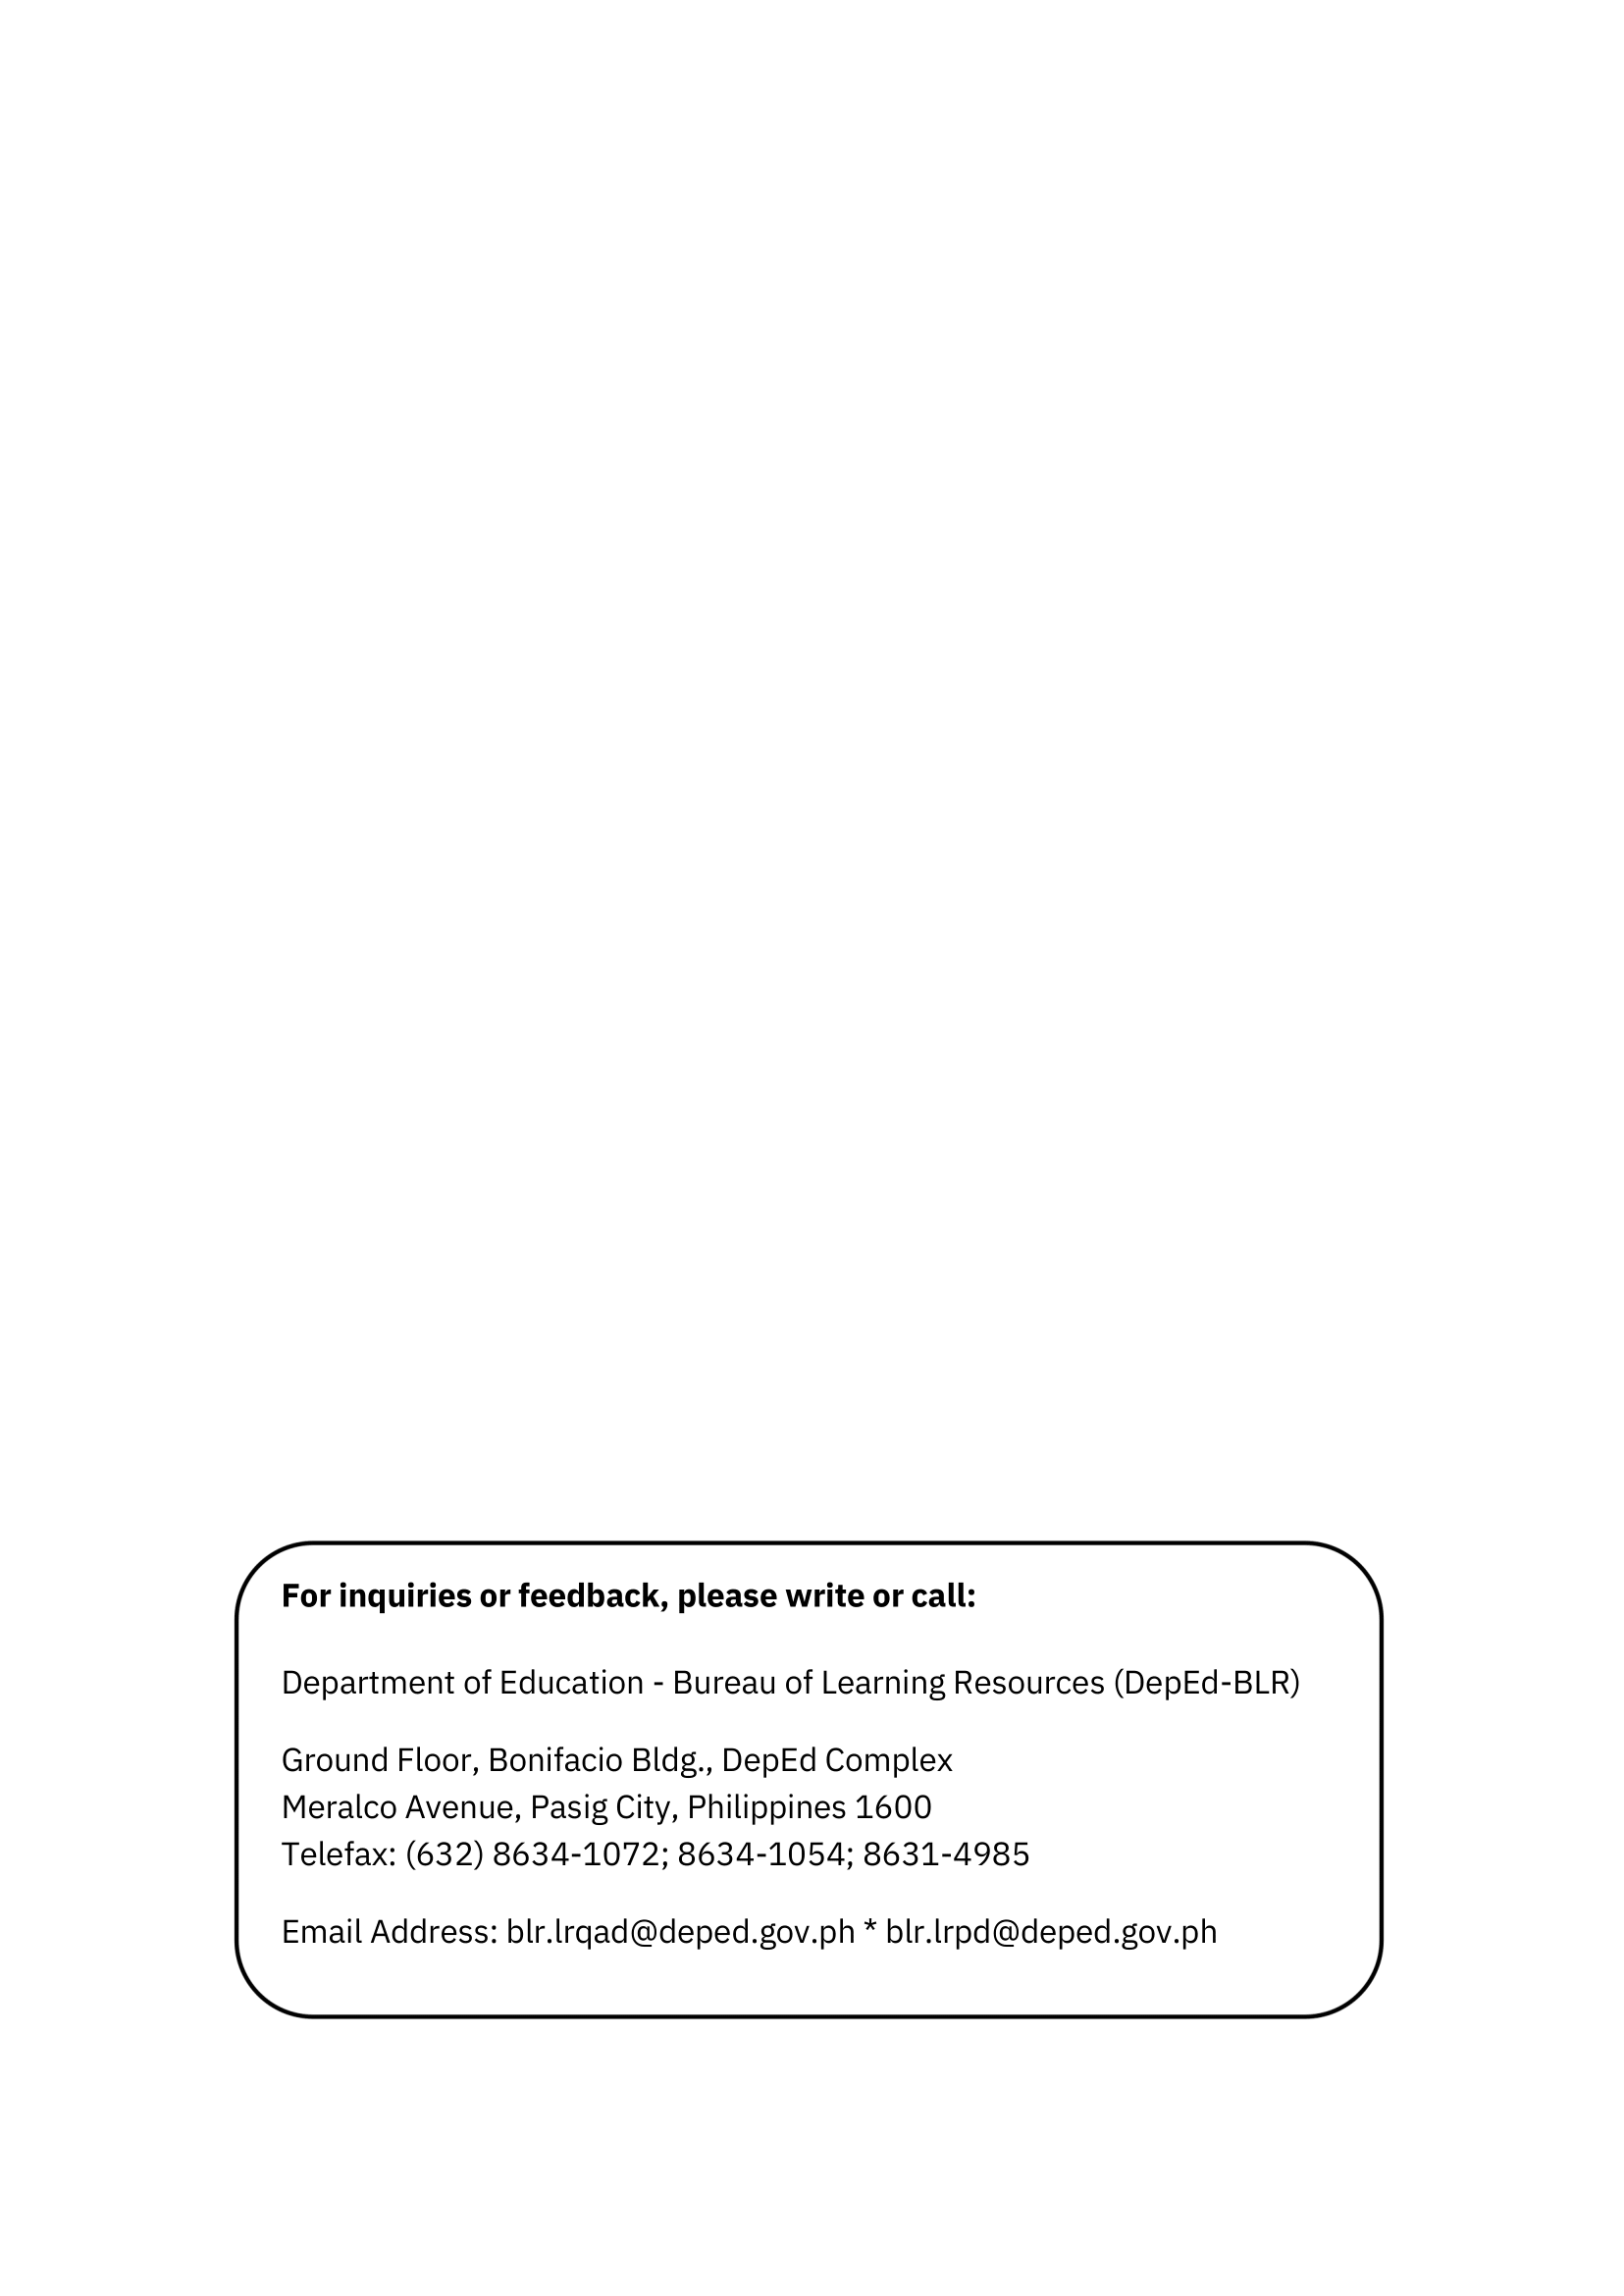 For inquiries or feedback, please write or call:
Department of Education - Bureau of Learning Resources (DepEd-BLR)
Ground Floor, Bonifacio Bldg., DepEd Complex
Meralco Avenue, Pasig City, Philippines 1600
Telefax: (632) 8634-1072; 8634-1054; 8631-4985
Email Address: blr.lrqad@deped.gov.ph * blr.lrpd@deped.gov.ph